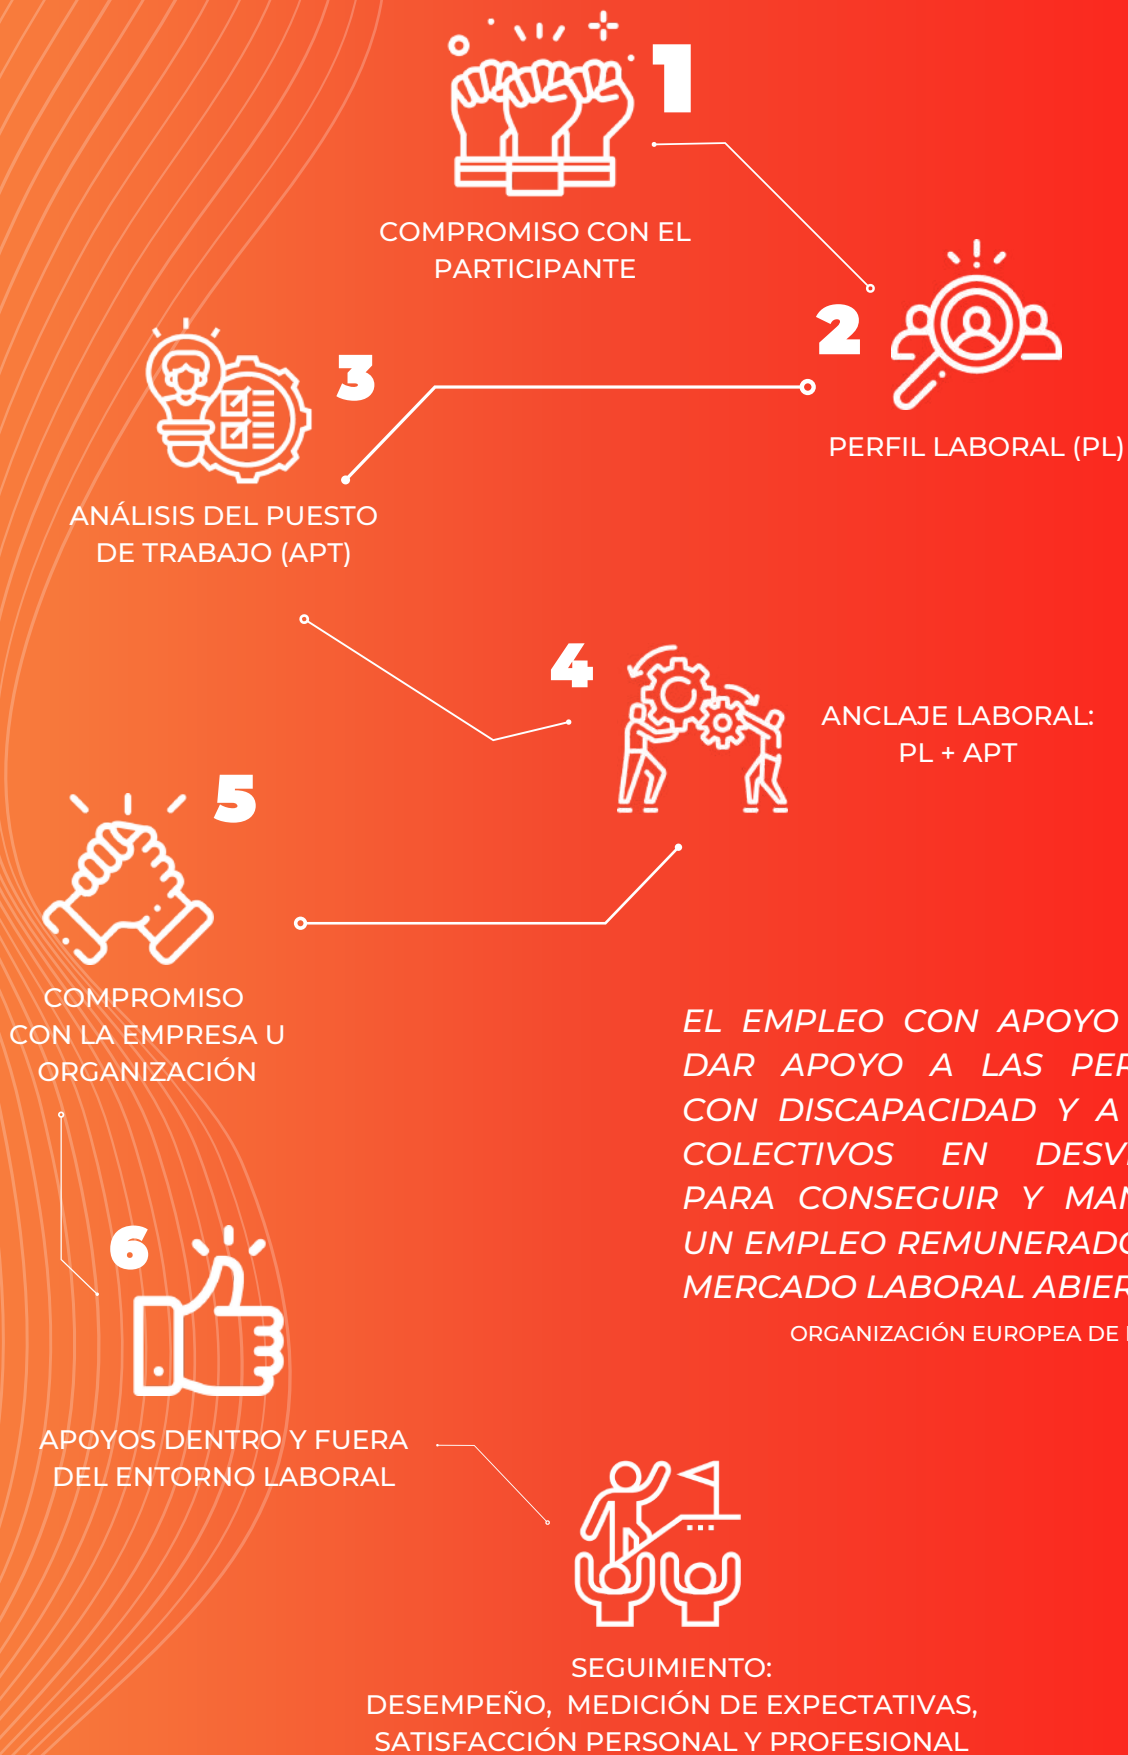 1
COMPROMISO CON EL
PARTICIPANTE
2
PERFIL LABORAL (PL)
3
ANÁLISIS DEL PUESTO
DE TRABAJO (APT)
4
ANCLAJE LABORAL:
PL + APT
5
COMPROMISO
CON LA EMPRESA U
ORGANIZACIÓN
EL EMPLEO CON APOYO
DAR APOYO A LAS
CON DISCAPACIDAD Y A
COLECTIVOS EN
PARA CONSEGUIR Y
UN EMPLEO REMUNERADO
MERCADO LABORAL
ORGANIZACIÓN EUROPEA DE
6
APOYOS DENTRO Y FUERA
DEL ENTORNO LABORAL
SEGUIMIENTO:
DESEMPEÑO, MEDICIÓN DE EXPECTATIVAS,
SATISFACCIÓN PERSONAL Y PROFESIONAL